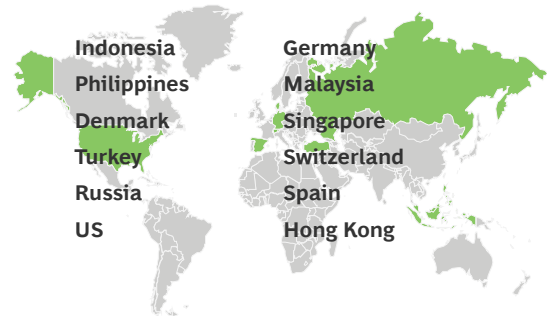 Indonesia
Philippines
Denmark
Turkey
Russia
US
Germany
Malaysia
Singapore
Switzerland
Spain
Hong Kong